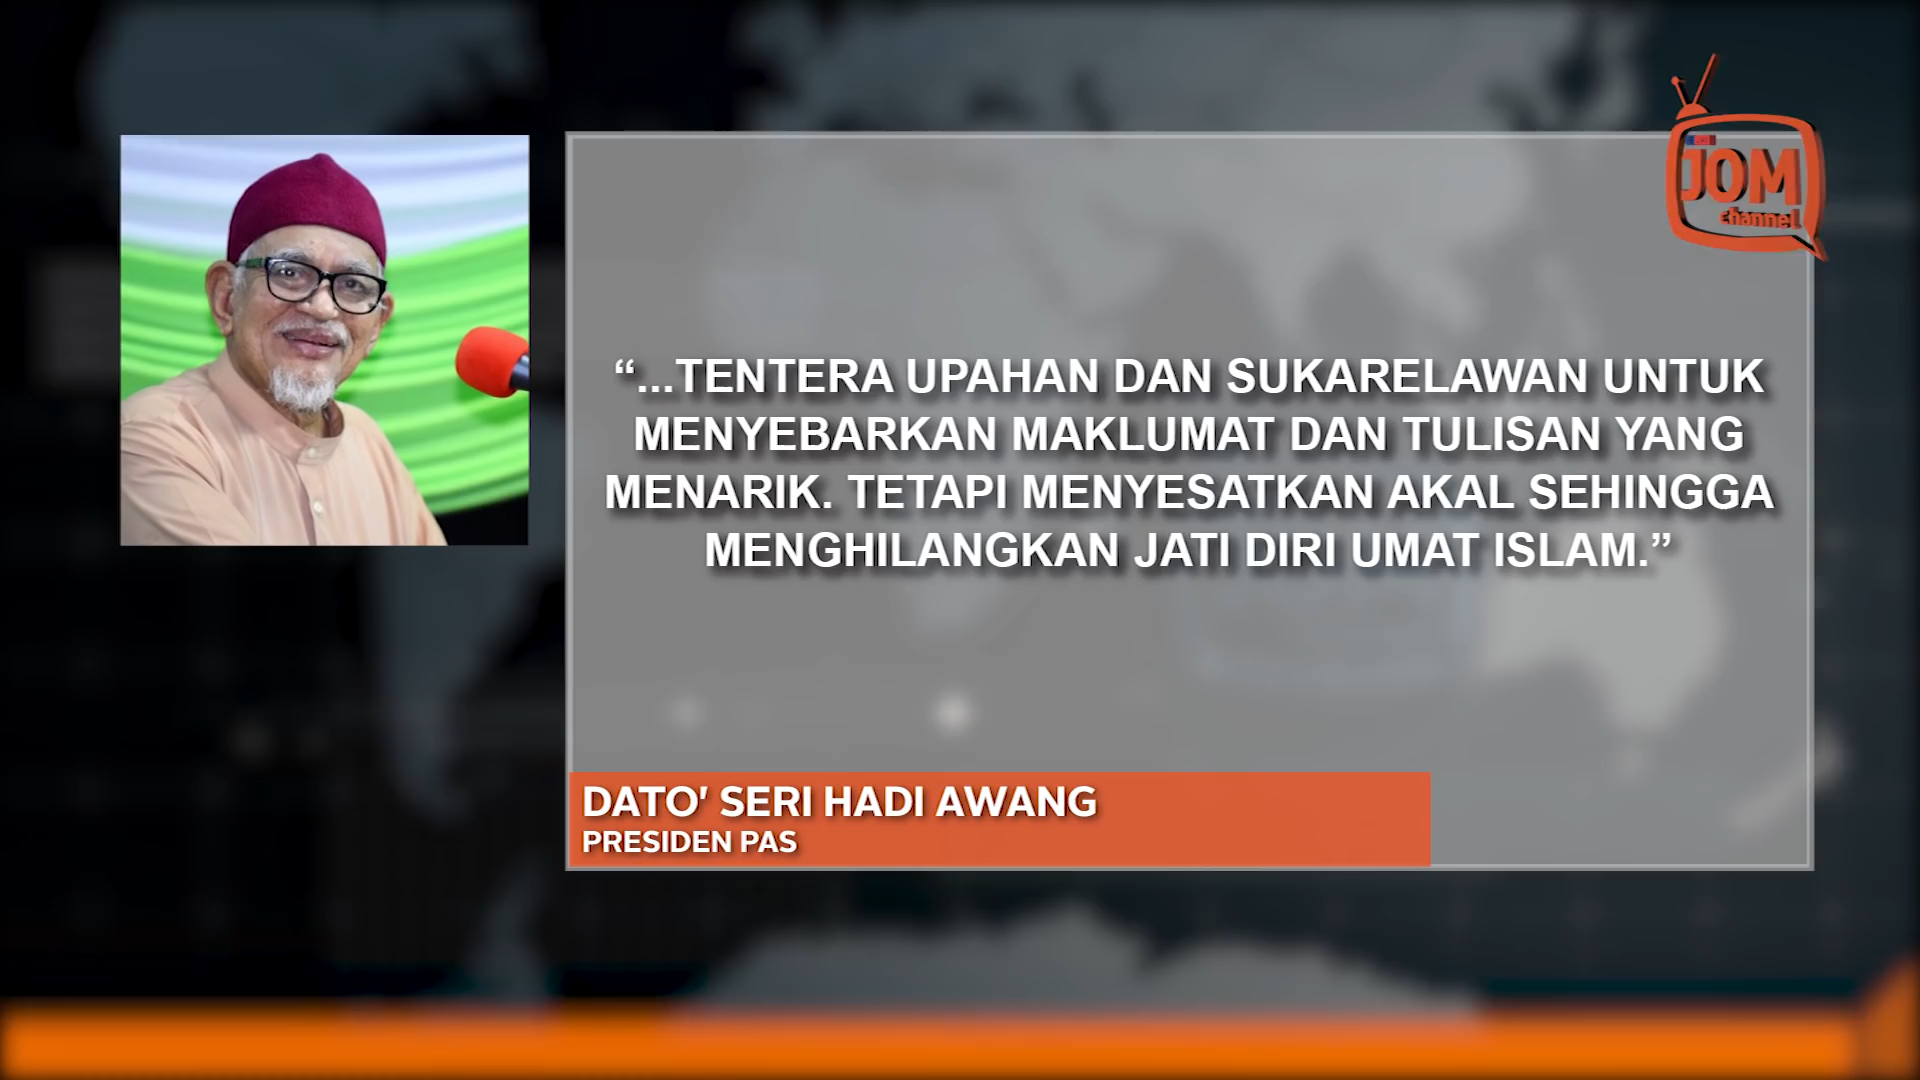 JOM
channel
“...TENTERA UPAHAN DAN SUKARELAWAN UNTUK
MENYEBARKAN MAKLUMAT DAN TULISAN YANG
MENARIK. TETAPI MENYESATKAN AKAL SEHINGGA
MENGHILANGKAN JATI DIRI UMAT ISLAM.”
DATO' SERI HADI AWANG
PRESIDEN PAS